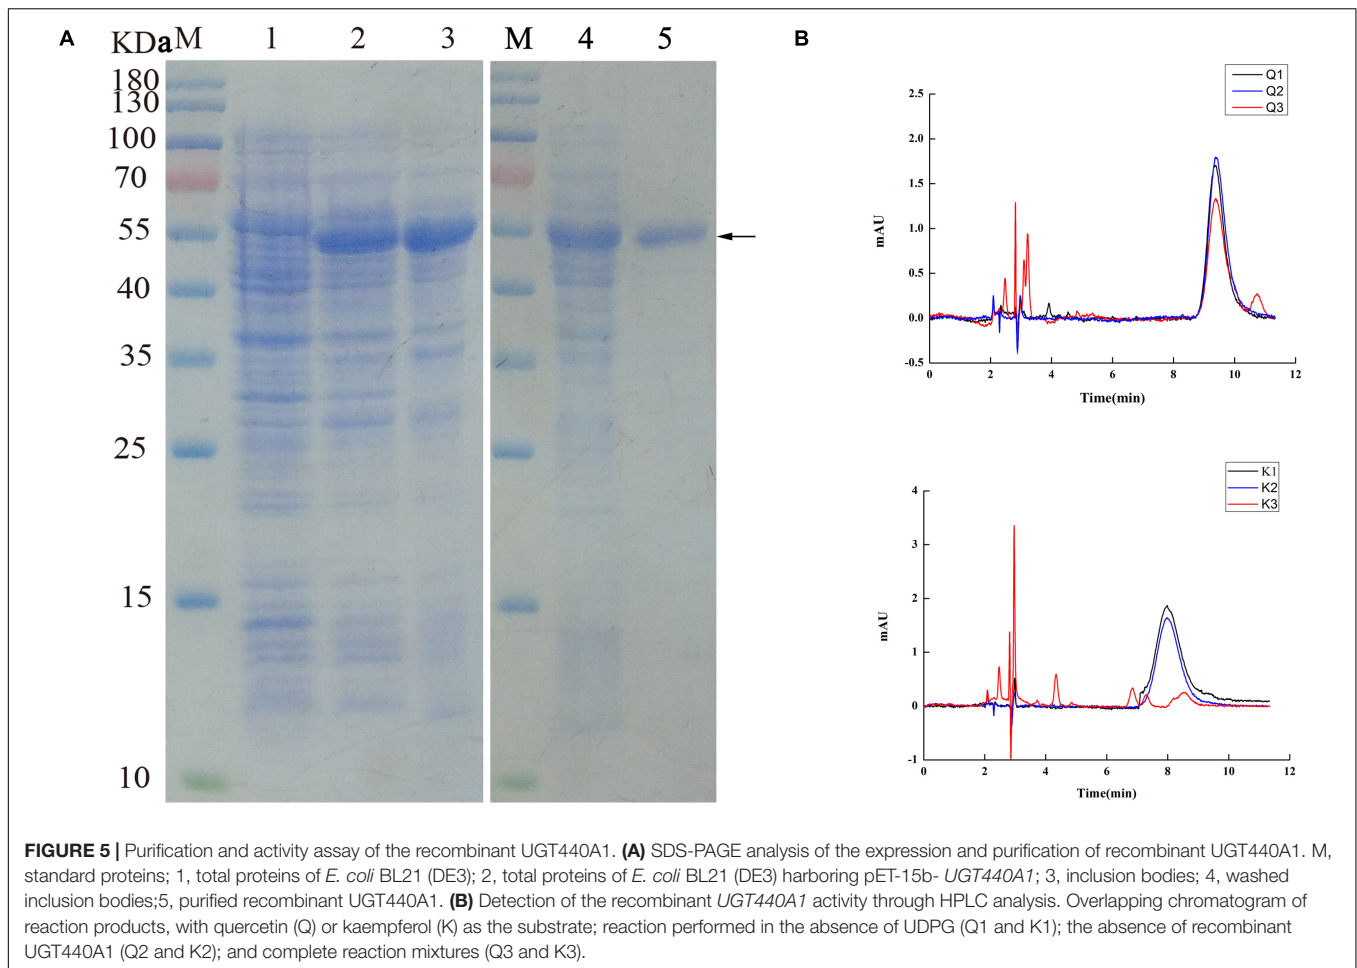 A
KDa M 1 2 3 M 4 5
180
130
100
70
55
40
35
25
15
10
B
Q1
Q2
Q3
2.5
2.0
1.5
1.0
0.5
0.0
-0.5
mAU
0 2 4 6 8 10 12
Time(min)
K1
K2
K3
4
3
2
1
0
-1
mAU
0 2 4 6 8 10 12
Time(min)
FIGURE 5 | Purification and activity assay of the recombinant UGT440A1. (A) SDS-PAGE analysis of the expression and purification of recombinant UGT440A1. M,
standard proteins; 1, total proteins of E. coli BL21 (DE3); 2, total proteins of E. coli BL21 (DE3) harboring pET-15b- UGT440A1; 3, inclusion bodies; 4, washed
inclusion bodies;5, purified recombinant UGT440A1. (B) Detection of the recombinant UGT440A1 activity through HPLC analysis. Overlapping chromatogram of
reaction products, with quercetin (Q) or kaempferol (K) as the substrate; reaction performed in the absence of UDPG (Q1 and K1); the absence of recombinant
UGT440A1 (Q2 and K2); and complete reaction mixtures (Q3 and K3).